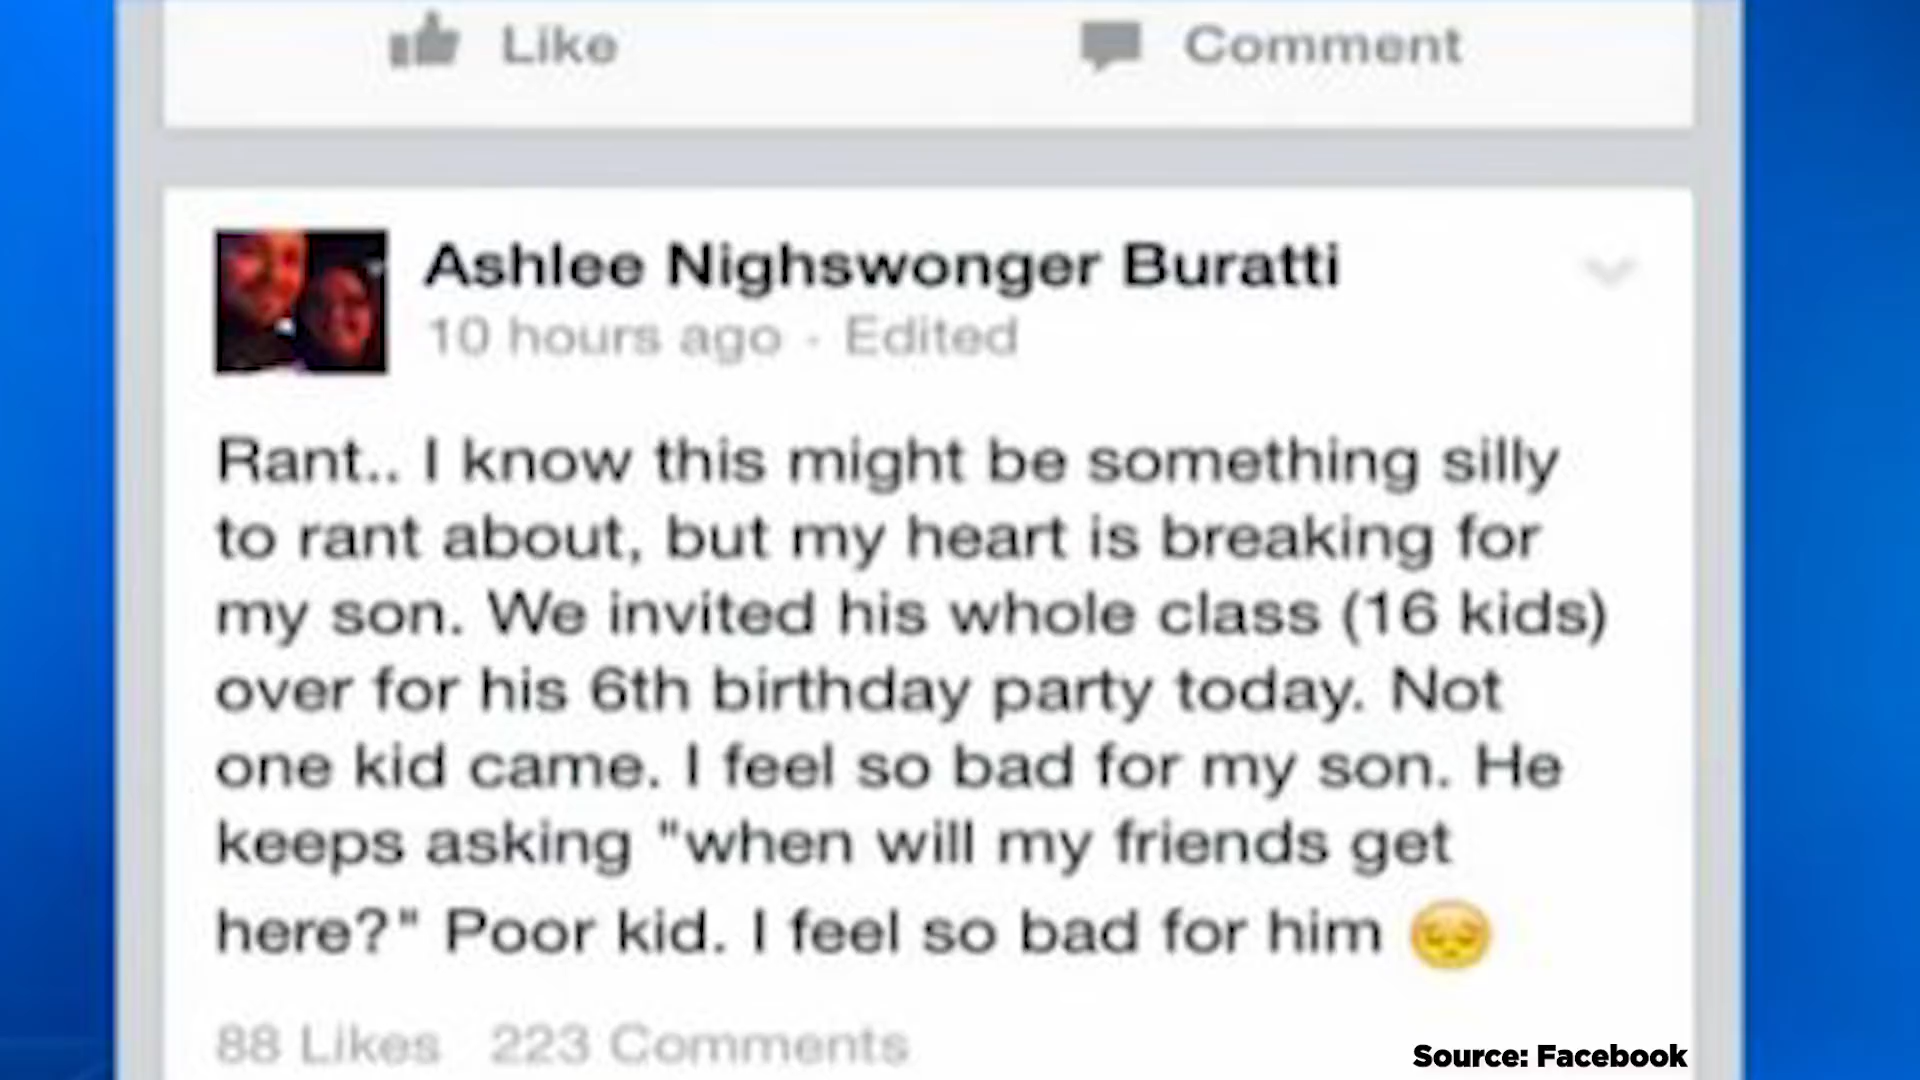 Like Comment
Ashlee Nighswonger Buratti
10 hours ago · Edited
Rant.. I know this might be something silly
to rant about, but my heart is breaking for
my son. We invited his whole class (16 kids)
over for his 6th birthday party today. Not
one kid came. I feel so bad for my son. He
keeps asking "when will my friends get
here?" Poor kid. I feel so bad for him 😔
88 Likes 223 Comments
Source: Facebook